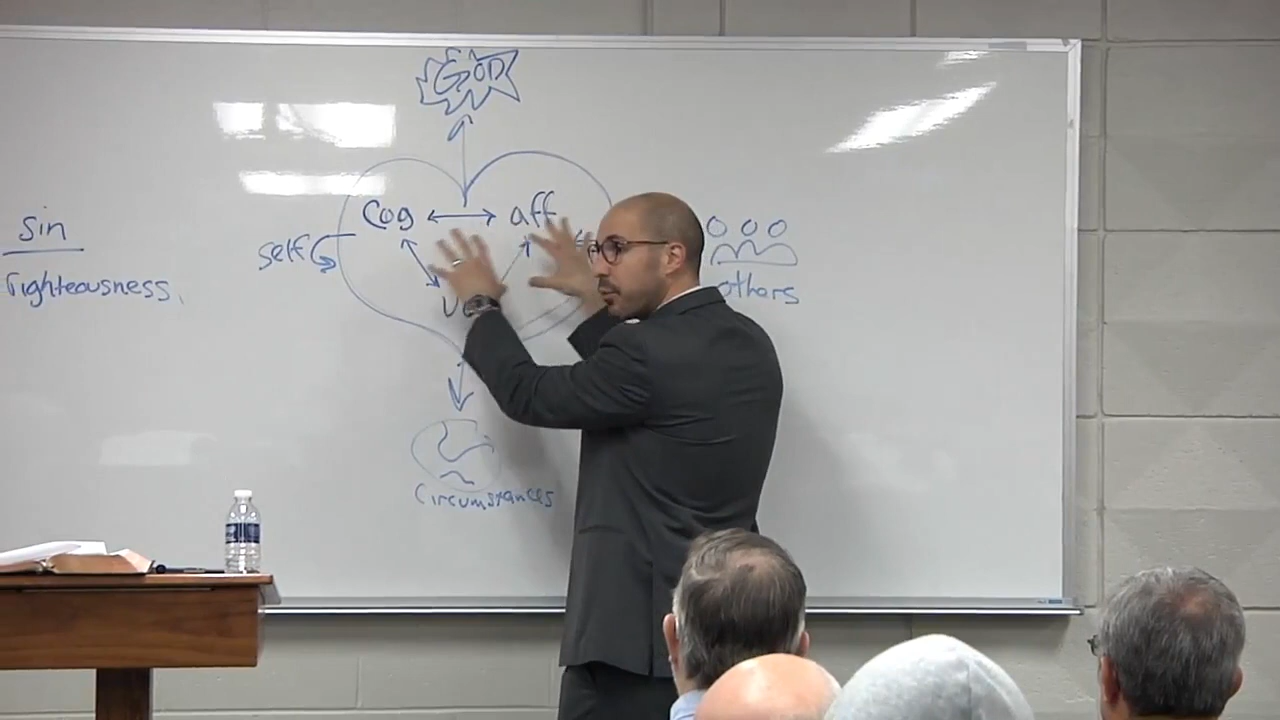 GOD
Cog aff
sin
self
righteousness
others
Circumstances